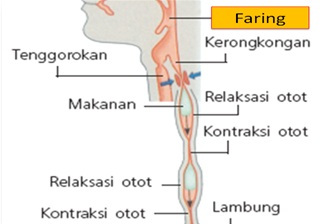 Faring
Kerongkongan
Tenggorokan
Makanan
Relaksasi otot
Kontraksi otot
Relaksasi otot
Kontraksi otot
Lambung